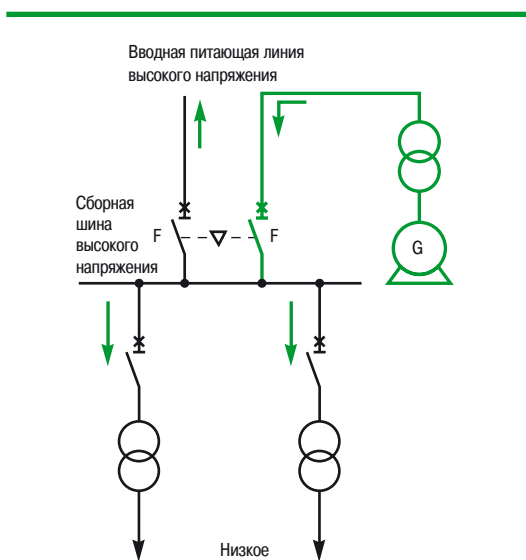 Вводная питающая линия
высокого напряжения
Сборная
шина
высокого
напряжения
F
F
G
Низкое